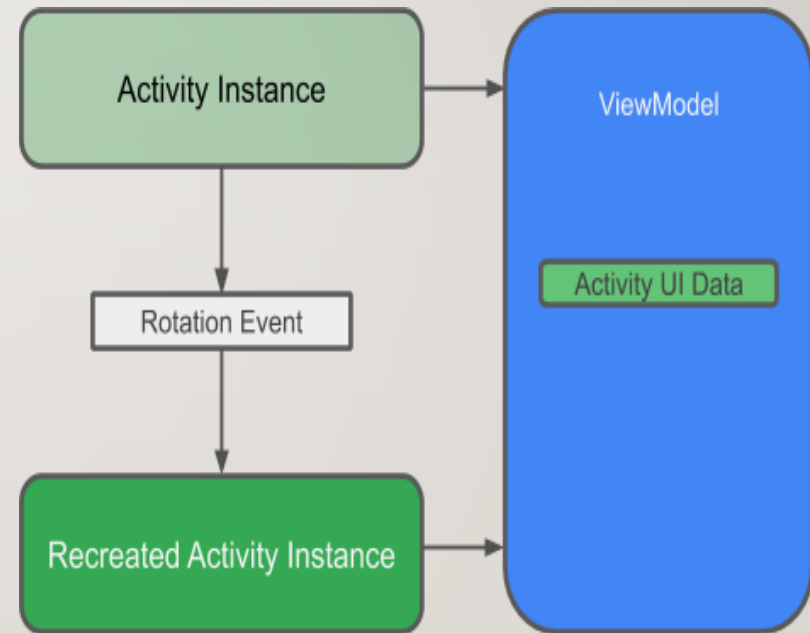 Activity Instance
ViewModel
Activity UI Data
Rotation Event
Recreated Activity Instance